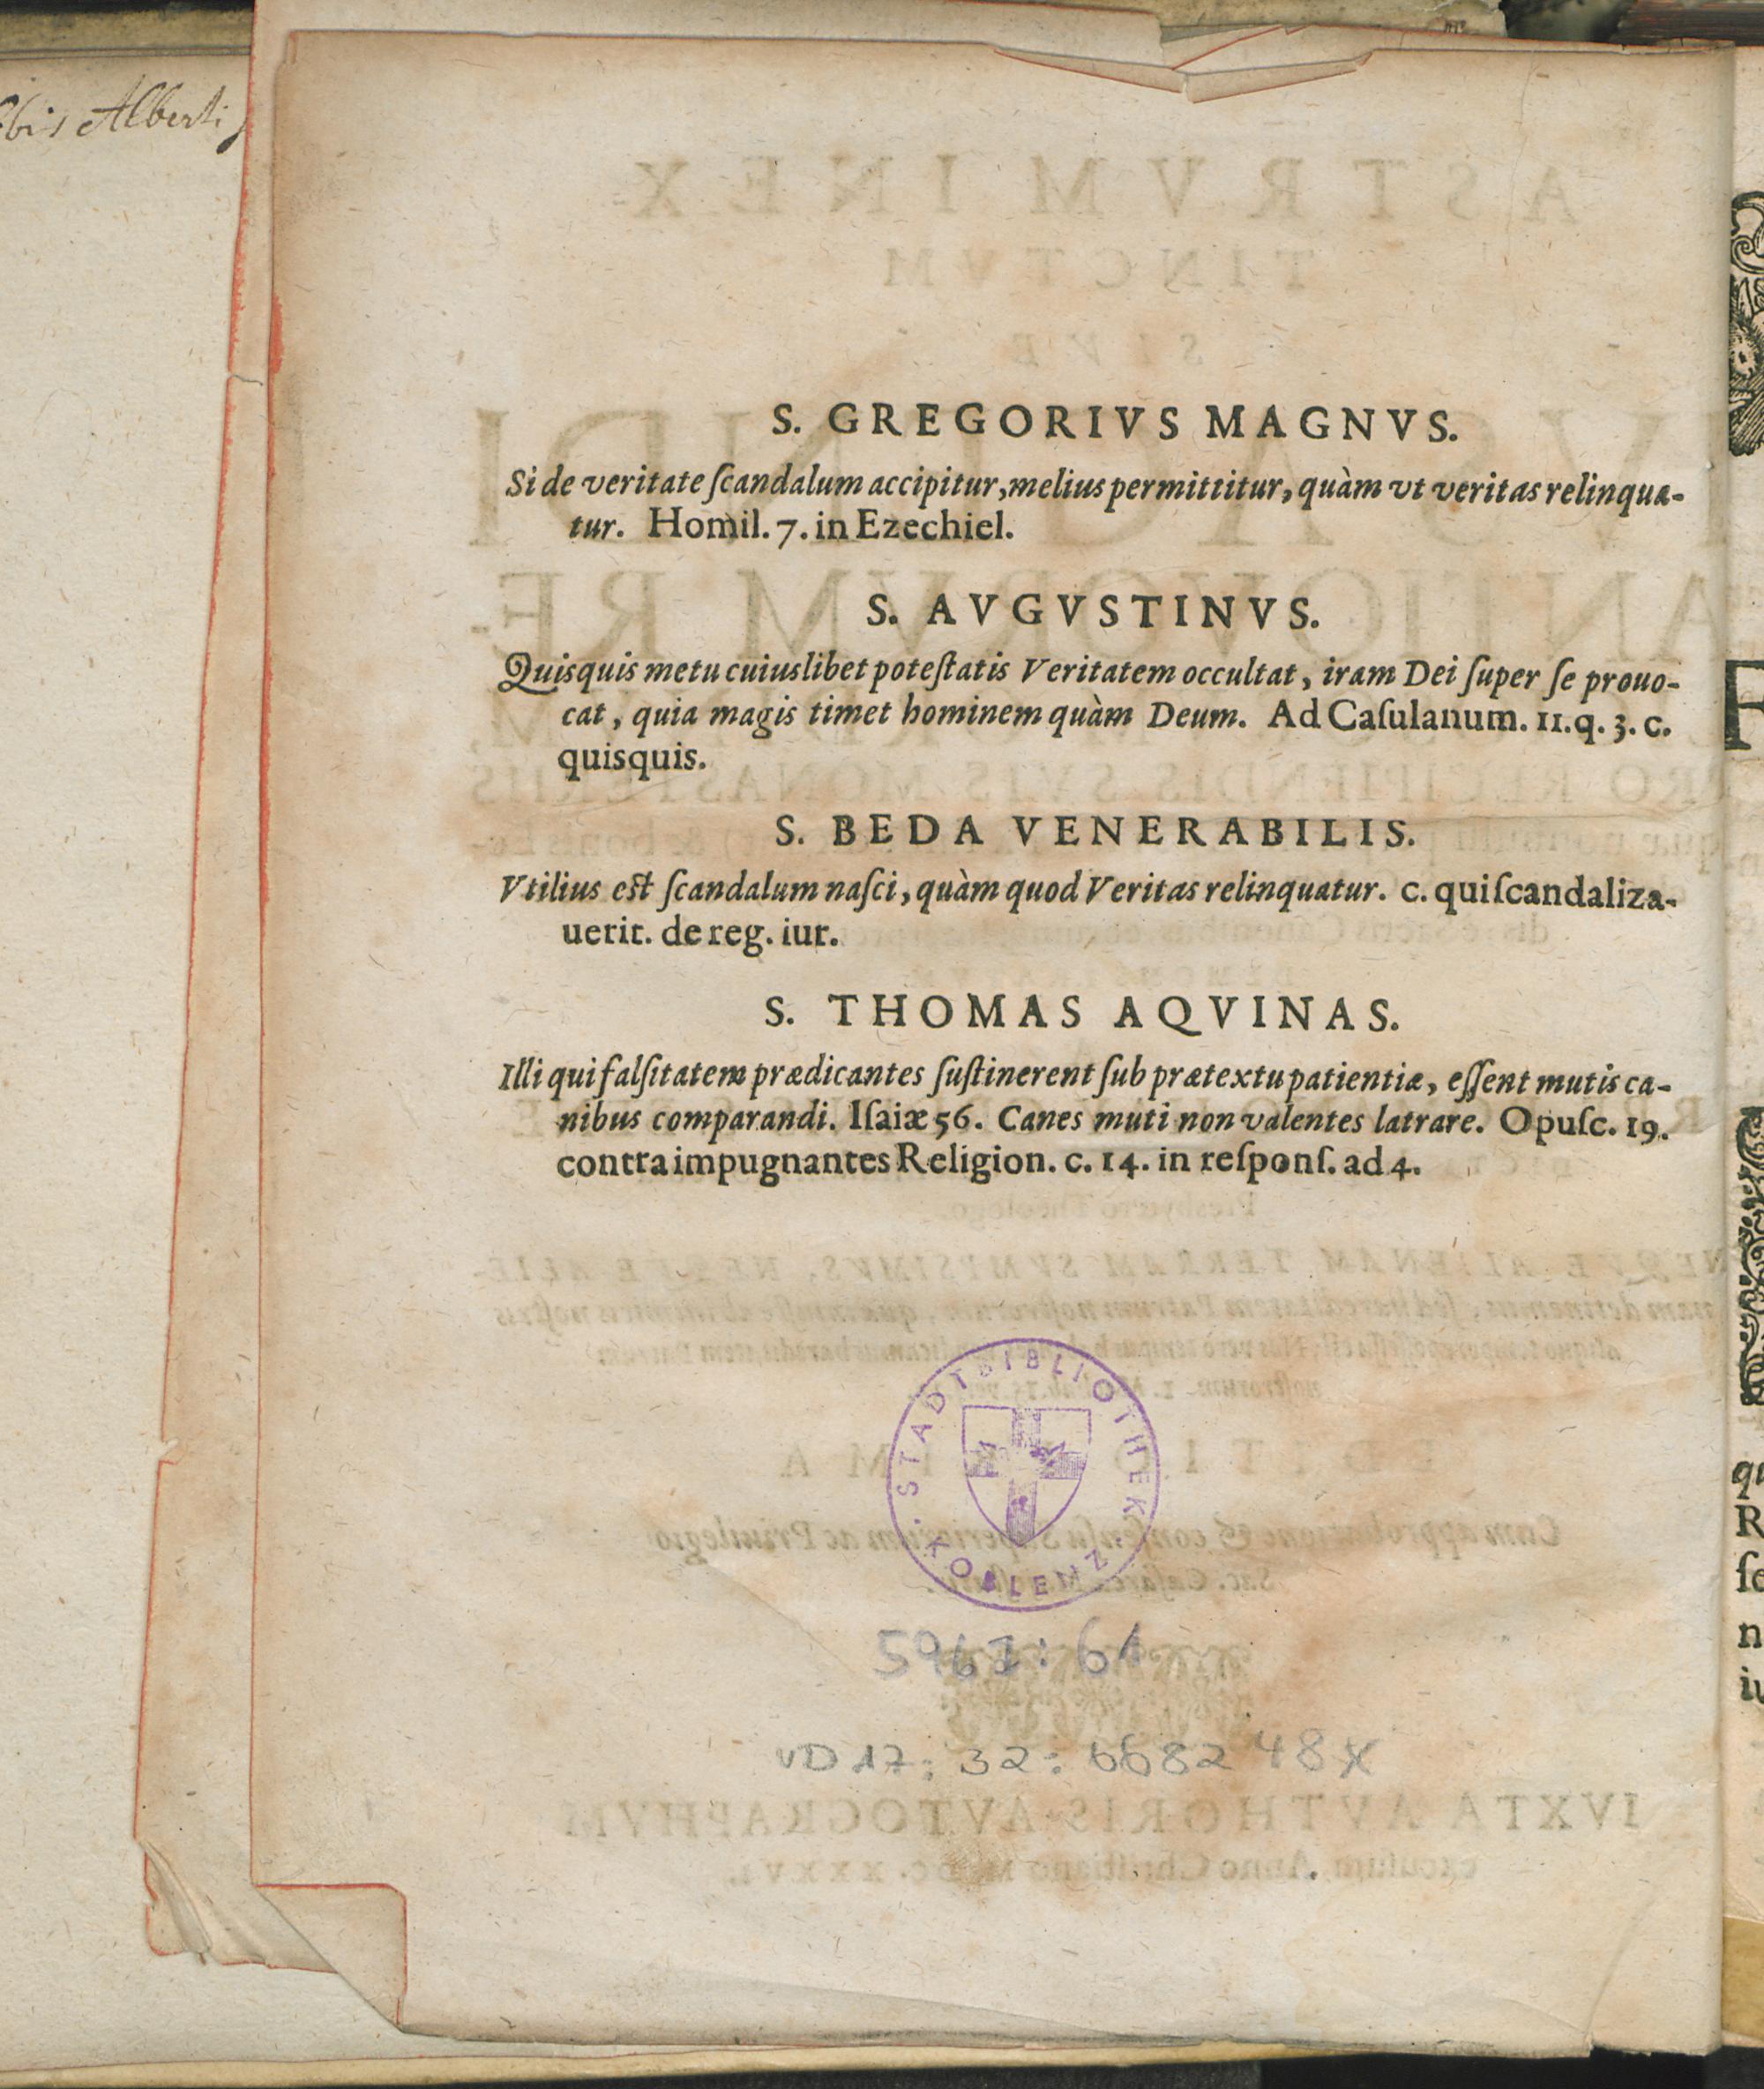 Alberti
S. GREGORIVS MAGNVS.
Si de veritate ſcandalum accipitur, melius permittitur, quàm vt veritas relinqua-
tur. Homil. 7. in Ezechiel.
S. AVGVSTINVS.
Quisquis metu cuiuslibet poteſtatis Veritatem occultat, iram Dei ſuper ſe prouo-
cat, quia magis timet hominem quàm Deum. Ad Caſulanum. 11. q. 3. c.
quisquis.
S. BEDA VENERABILIS.
Vtilius eſt ſcandalum naſci, quàm quod Veritas relinquatur. c. qui ſcandaliza-
uerit. de reg. iur.
S. THOMAS AQVINAS.
Illi qui falſitatem prædicantes ſuſtinerent ſub prætextu patientiæ, eſſent mutis ca-
nibus comparandi. Iſaiæ 56. Canes muti non valentes latrare. Opuſc. 19.
contra impugnantes Religion. c. 14. in reſponſ. ad 4.
STADTBIBLIOTHEK
KOBLENZ
VD17: 32: 668248X
IVXTA AVTHORIS AVTOGRAPHVM